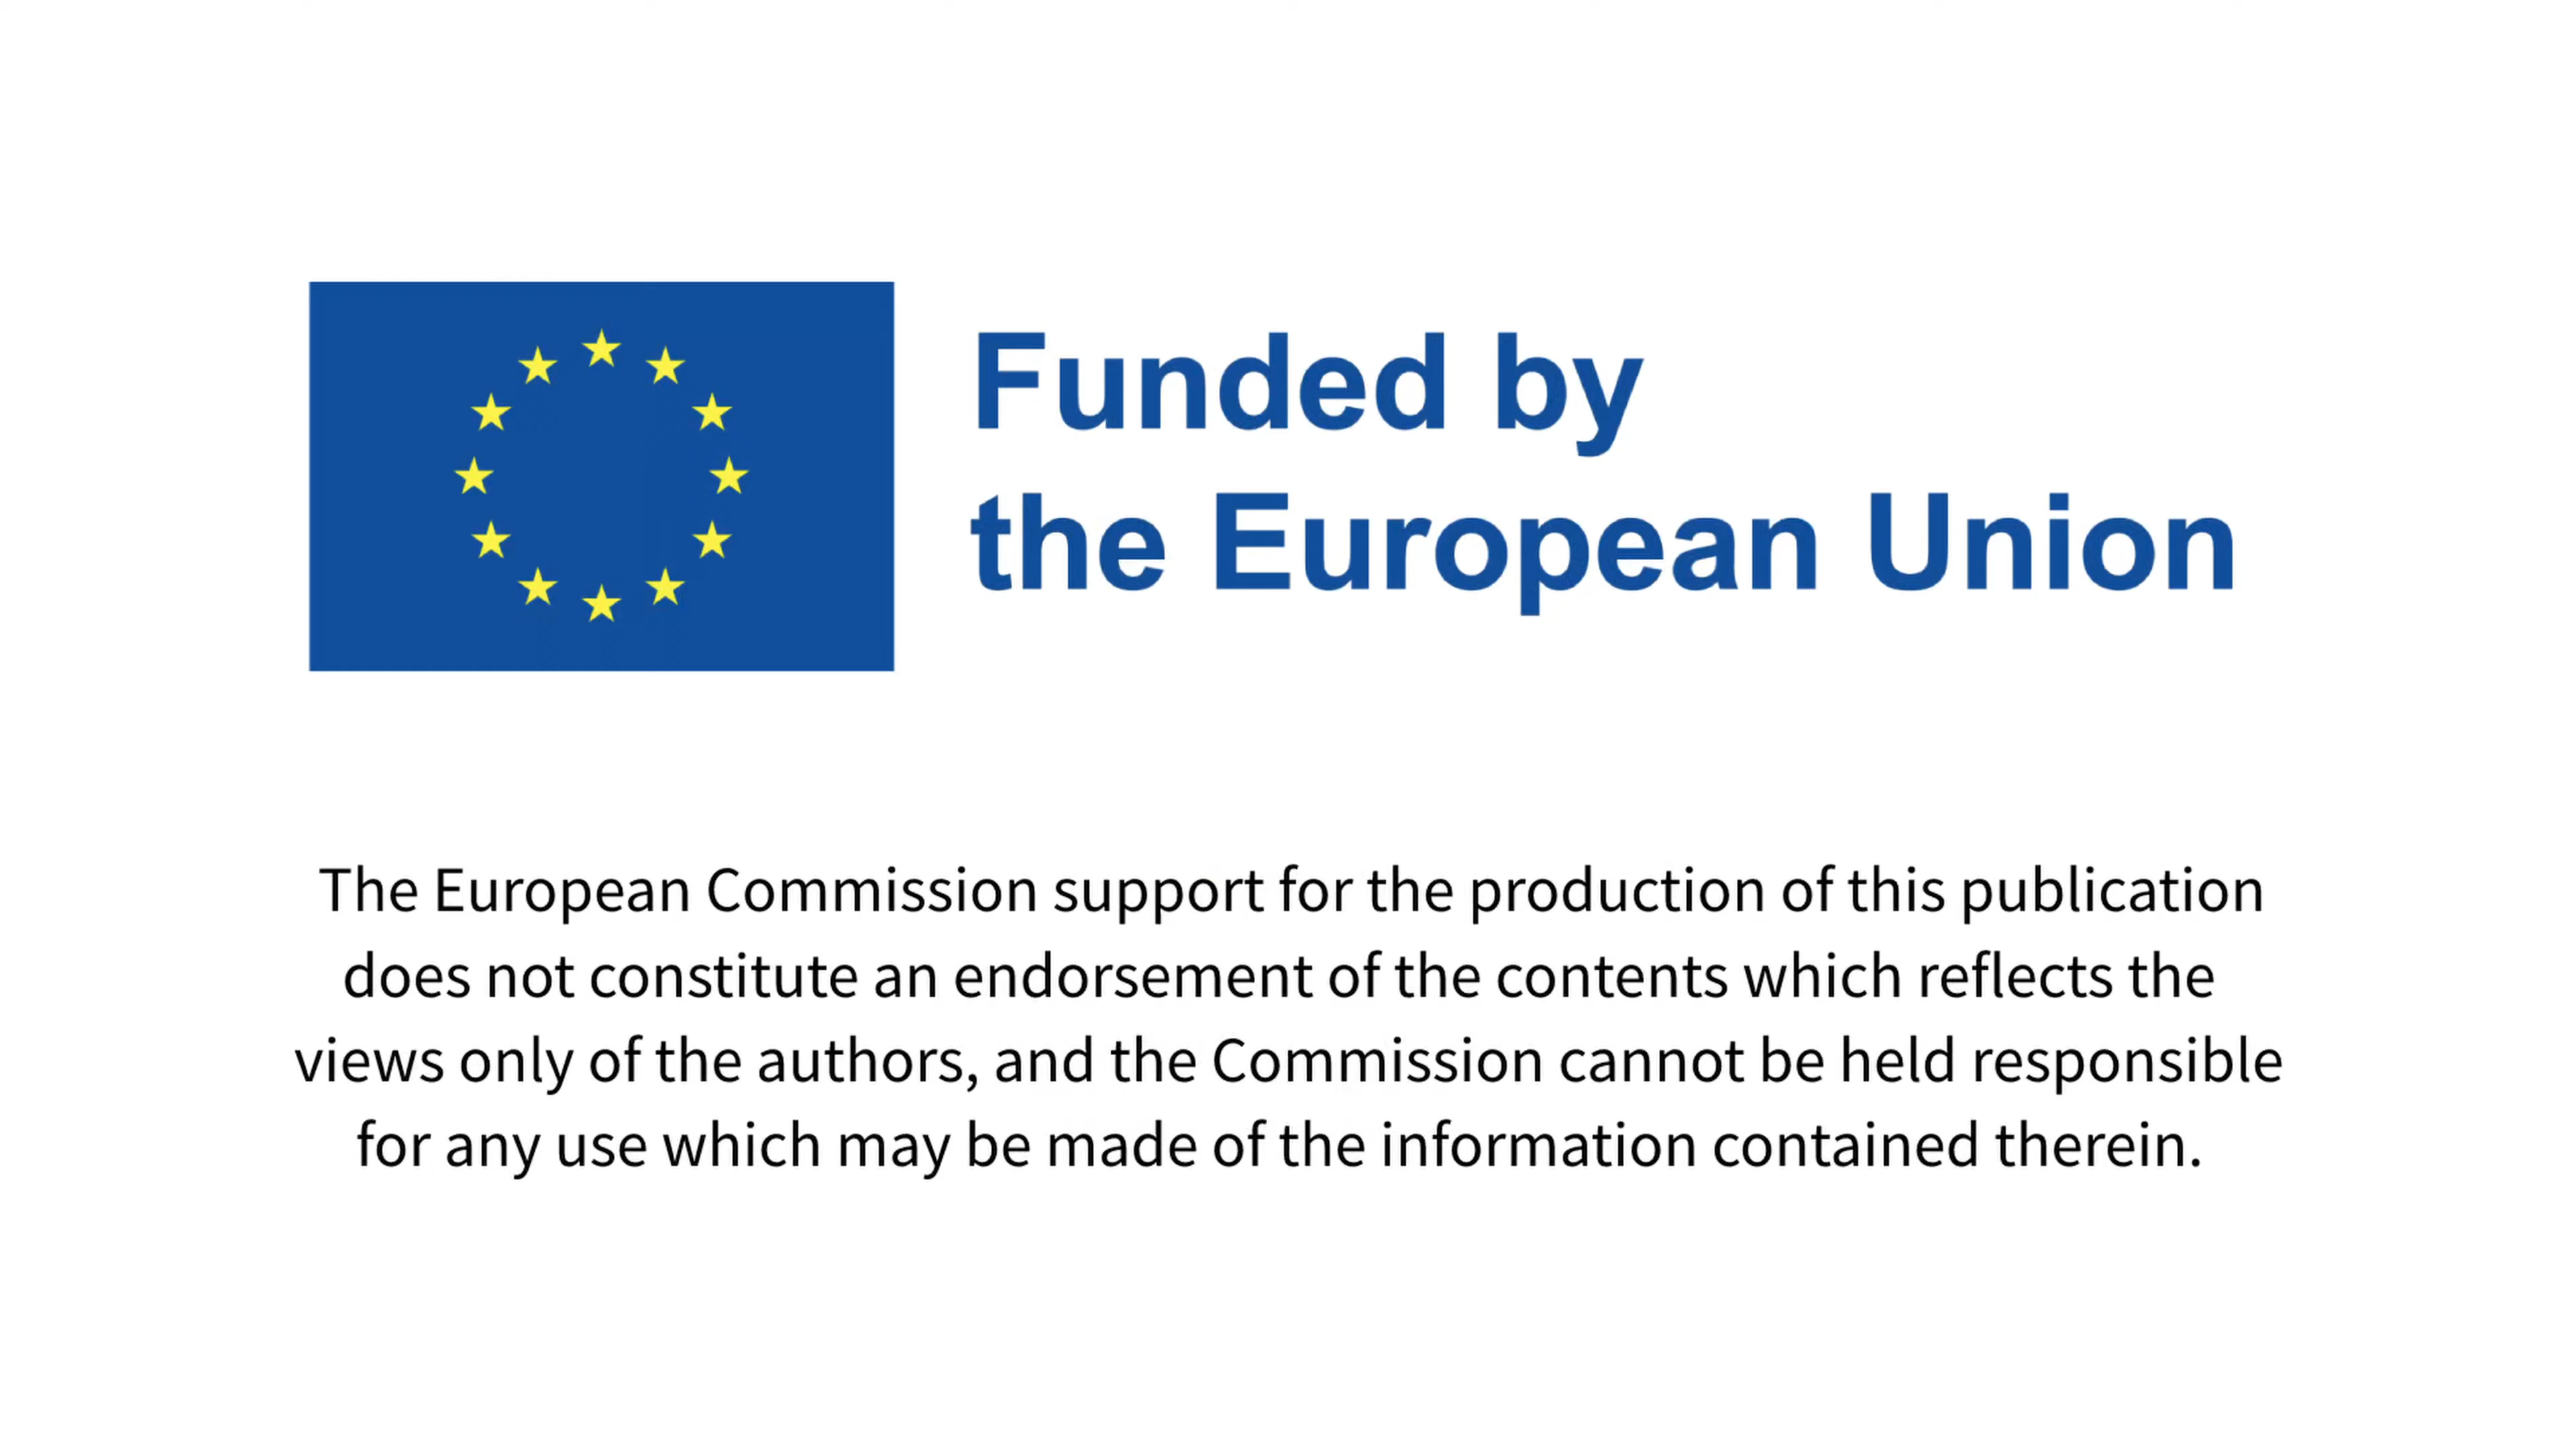 Funded by
the European Union
The European Commission support for the production of this publication
does not constitute an endorsement of the contents which reflects the
views only of the authors, and the Commission cannot be held responsible
for any use which may be made of the information contained therein.